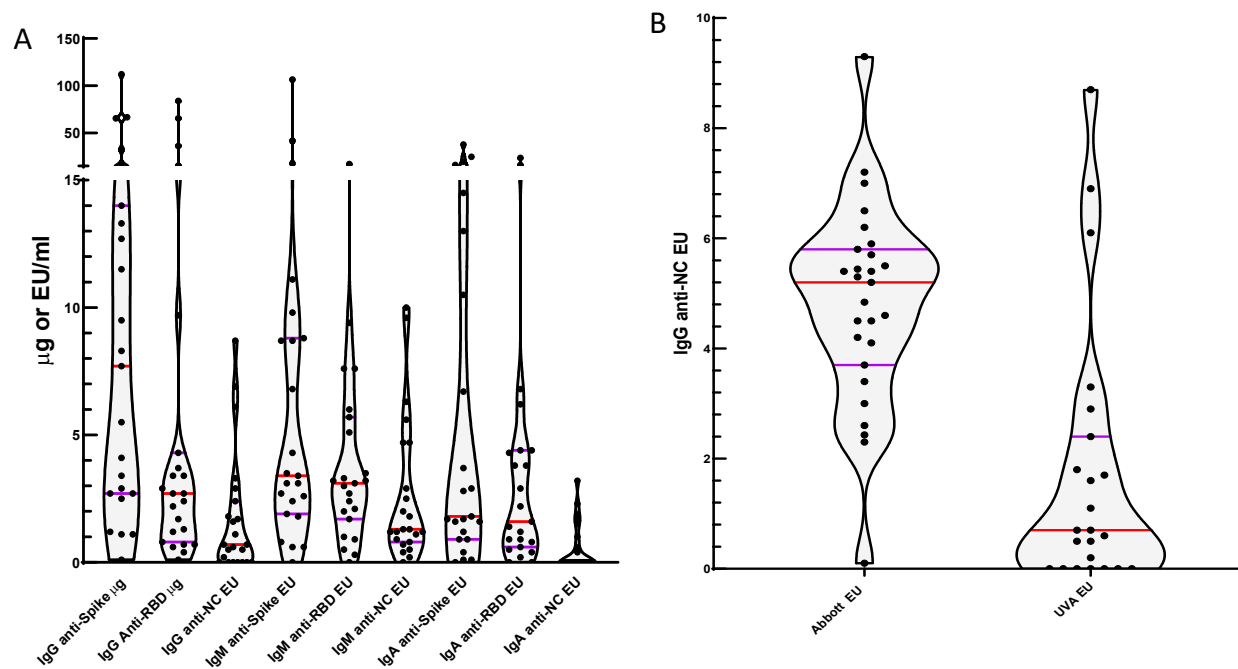 A
150
100
50
15
10
5
0
μg or EU/ml
IgG anti-Spike μg
IgG Anti-RBD μg
IgG anti-NC EU
IgM anti-Spike EU
IgM anti-RBD EU
IgM anti-NC EU
IgA anti-Spike EU
IgA anti-RBD EU
IgA anti-NC EU
B
10
8
6
4
2
0
IgG anti-NC EU
Abbott EU
UVA EU